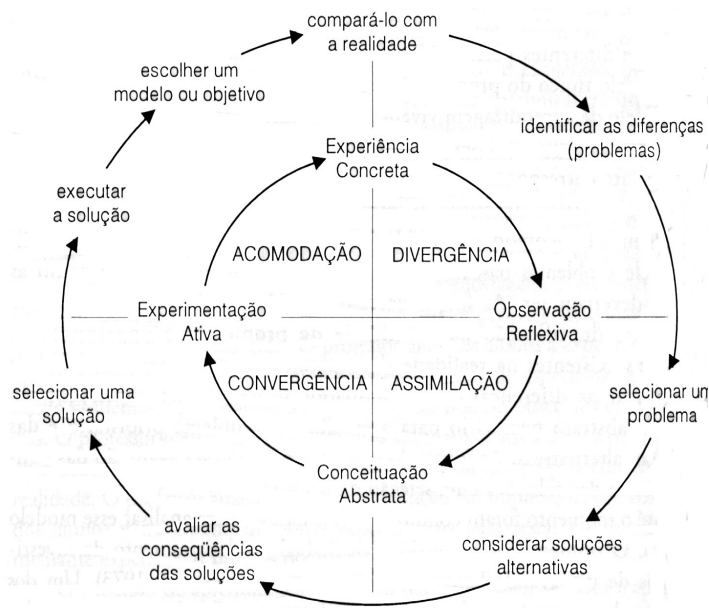 compará-lo com
a realidade
escolher um
modelo ou objetivo
identificar as diferenças
(problemas)
Experiência
Concreta
executar
a solução
ACOMODAÇÃO
DIVERGÊNCIA
Experimentação
Ativa
Observação
Reflexiva
CONVERGÊNCIA
ASSIMILAÇÃO
selecionar uma
solução
selecionar um
problema
Conceituação
Abstrata
avaliar as
conseqüências
das soluções
considerar soluções
alternativas